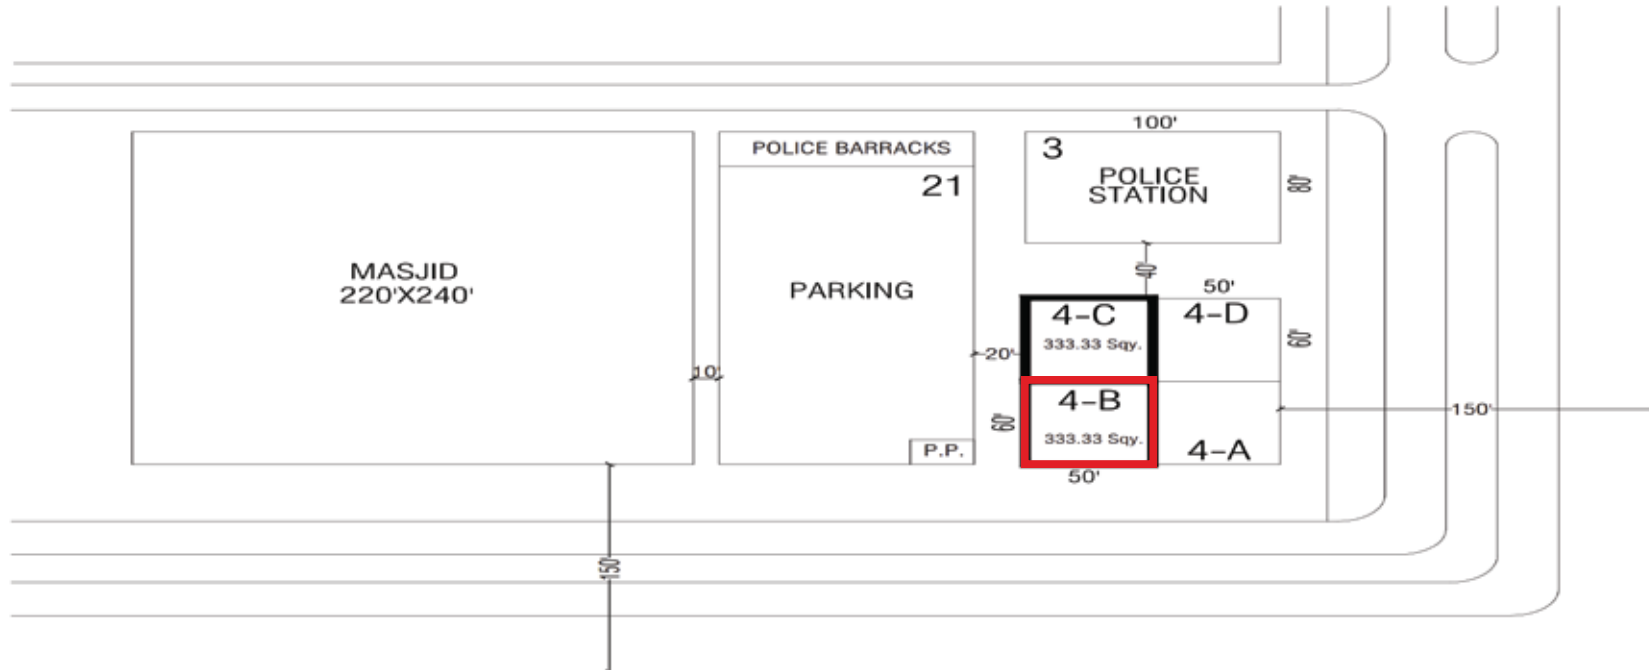 100'
POLICE BARRACKS
3
POLICE
STATION
80'
21
MASJID
220'X240'
PARKING
40'
50'
4-C
333.33 Sqy.
4-D
60'
20'
10'
4-B
333.33 Sqy.
60'
150'
4-A
P.P.
50'
150'